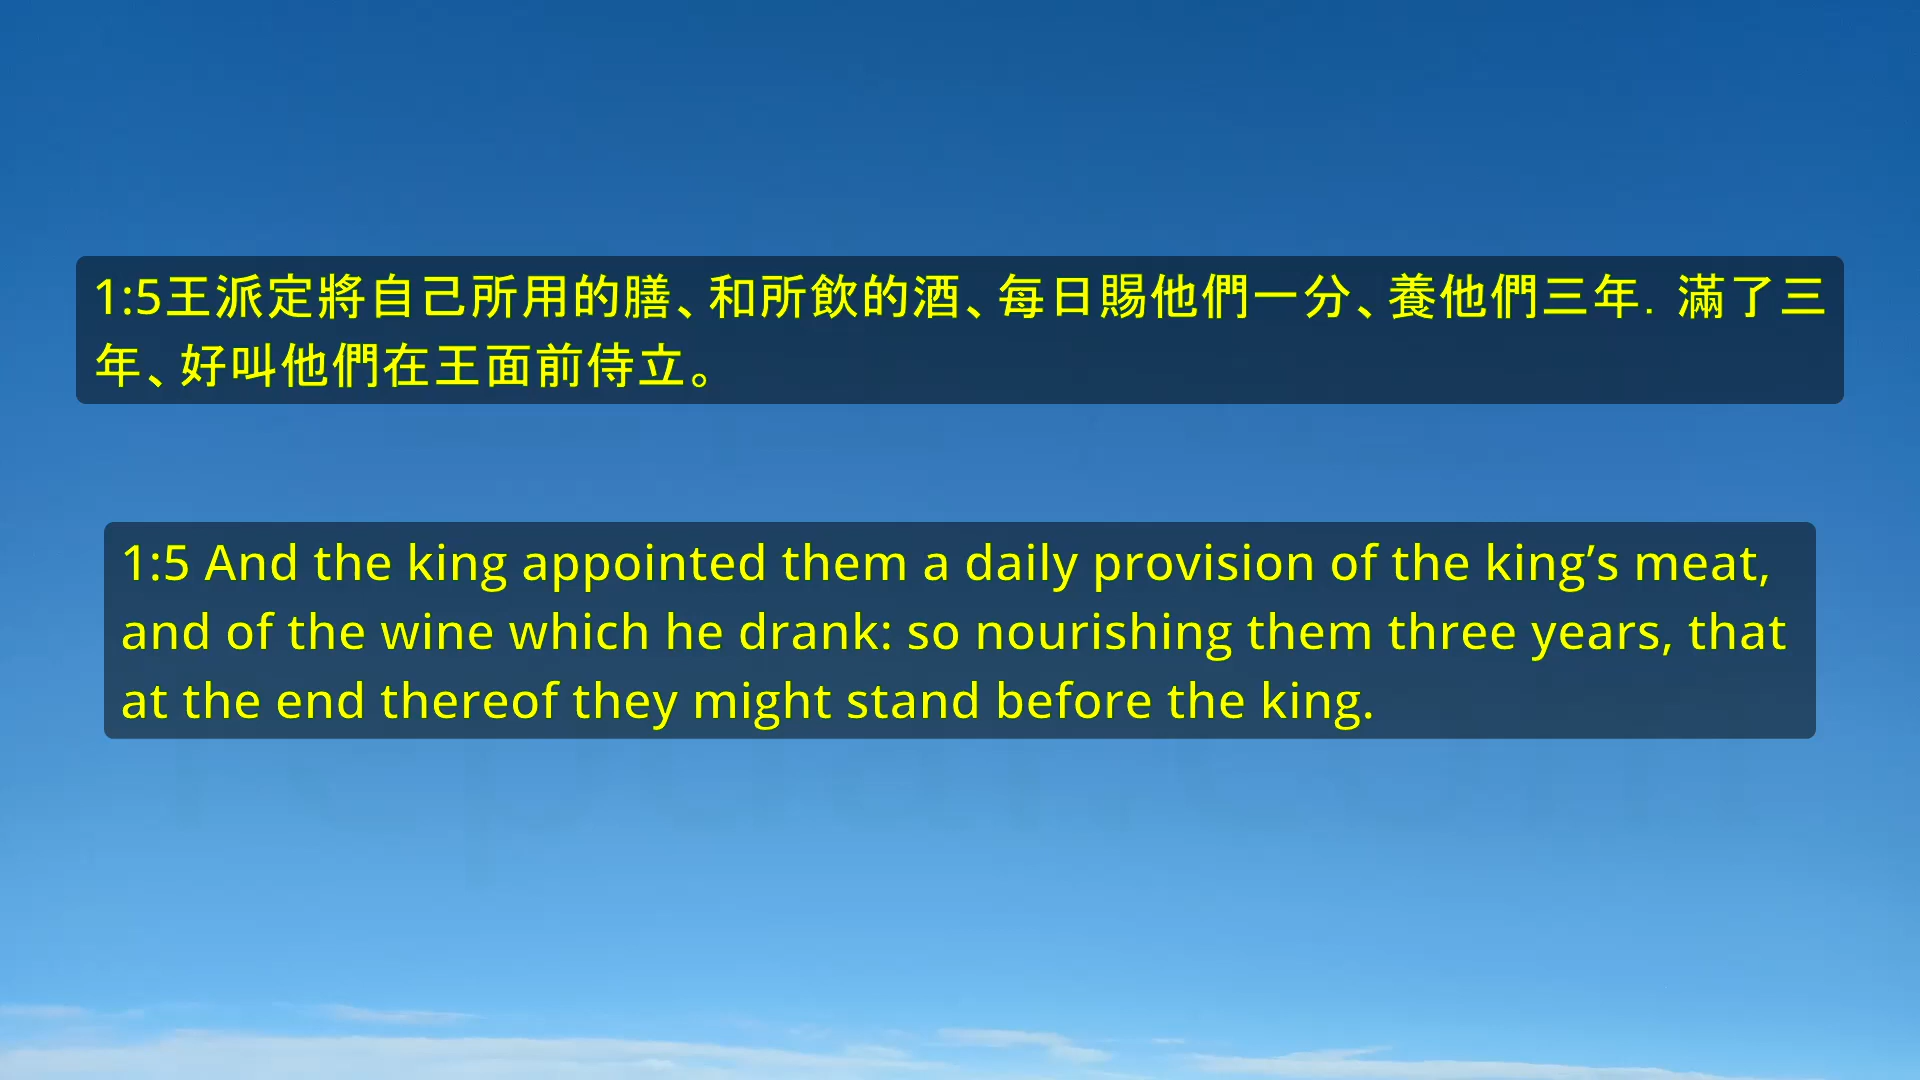 1:5王派定將自己所用的膳、和所飲的酒、每日賜他們一分、養他們三年．滿了三
年、好叫他們在王面前侍立。
1:5 And the king appointed them a daily provision of the king’s meat,
and of the wine which he drank: so nourishing them three years, that
at the end thereof they might stand before the king.